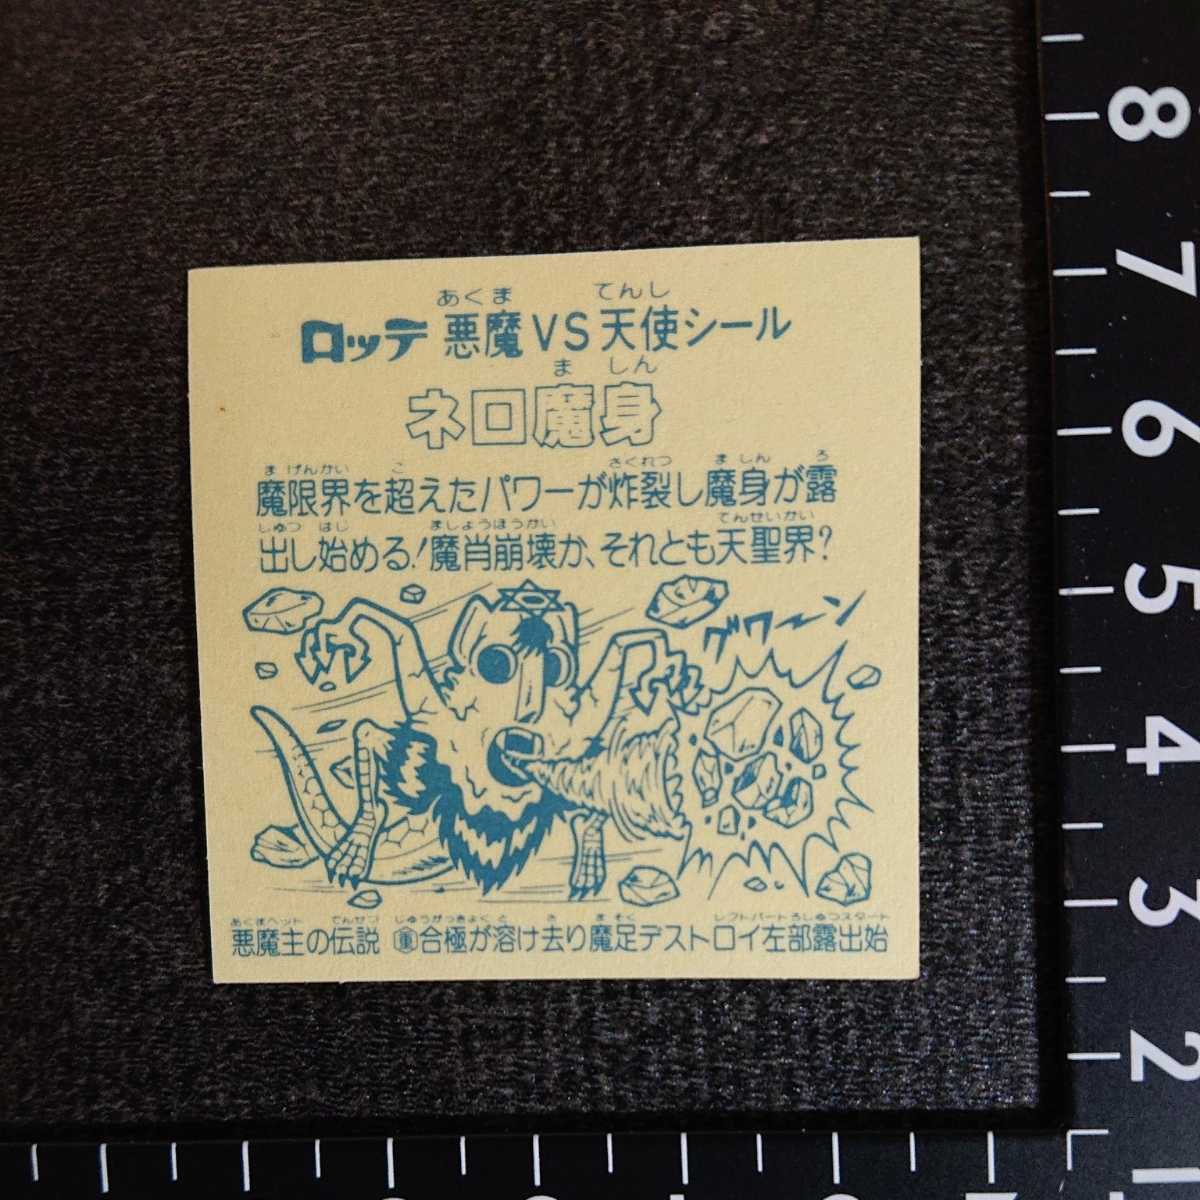 あくま てんし
ロッテ 悪魔VS天使シール
ま しん
ネロ魔身
ま げんかい こ さくれつ ま しん ろ
魔限界を超えたパワーが炸裂し魔身が露
しゅつ はじ ましょうほうかい てんせいかい
出し始める!魔肖崩壊か、それとも天聖界?
グワーン
あくまヘッド でんせつ じゅうがっきょく と さ まそく レフトパートろしゅつスタート
悪魔主の伝説 重合極が溶け去り魔足デストロイ左部露出始
8
7
6
5
4
3
2
1